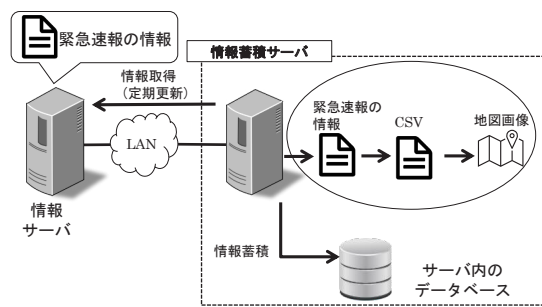 緊急速報の情報
情報蓄積サーバ
情報取得
（定期更新）
緊急速報の
情報
CSV
地図画像
LAN
情報
サーバ
情報蓄積
サーバ内の
データベース